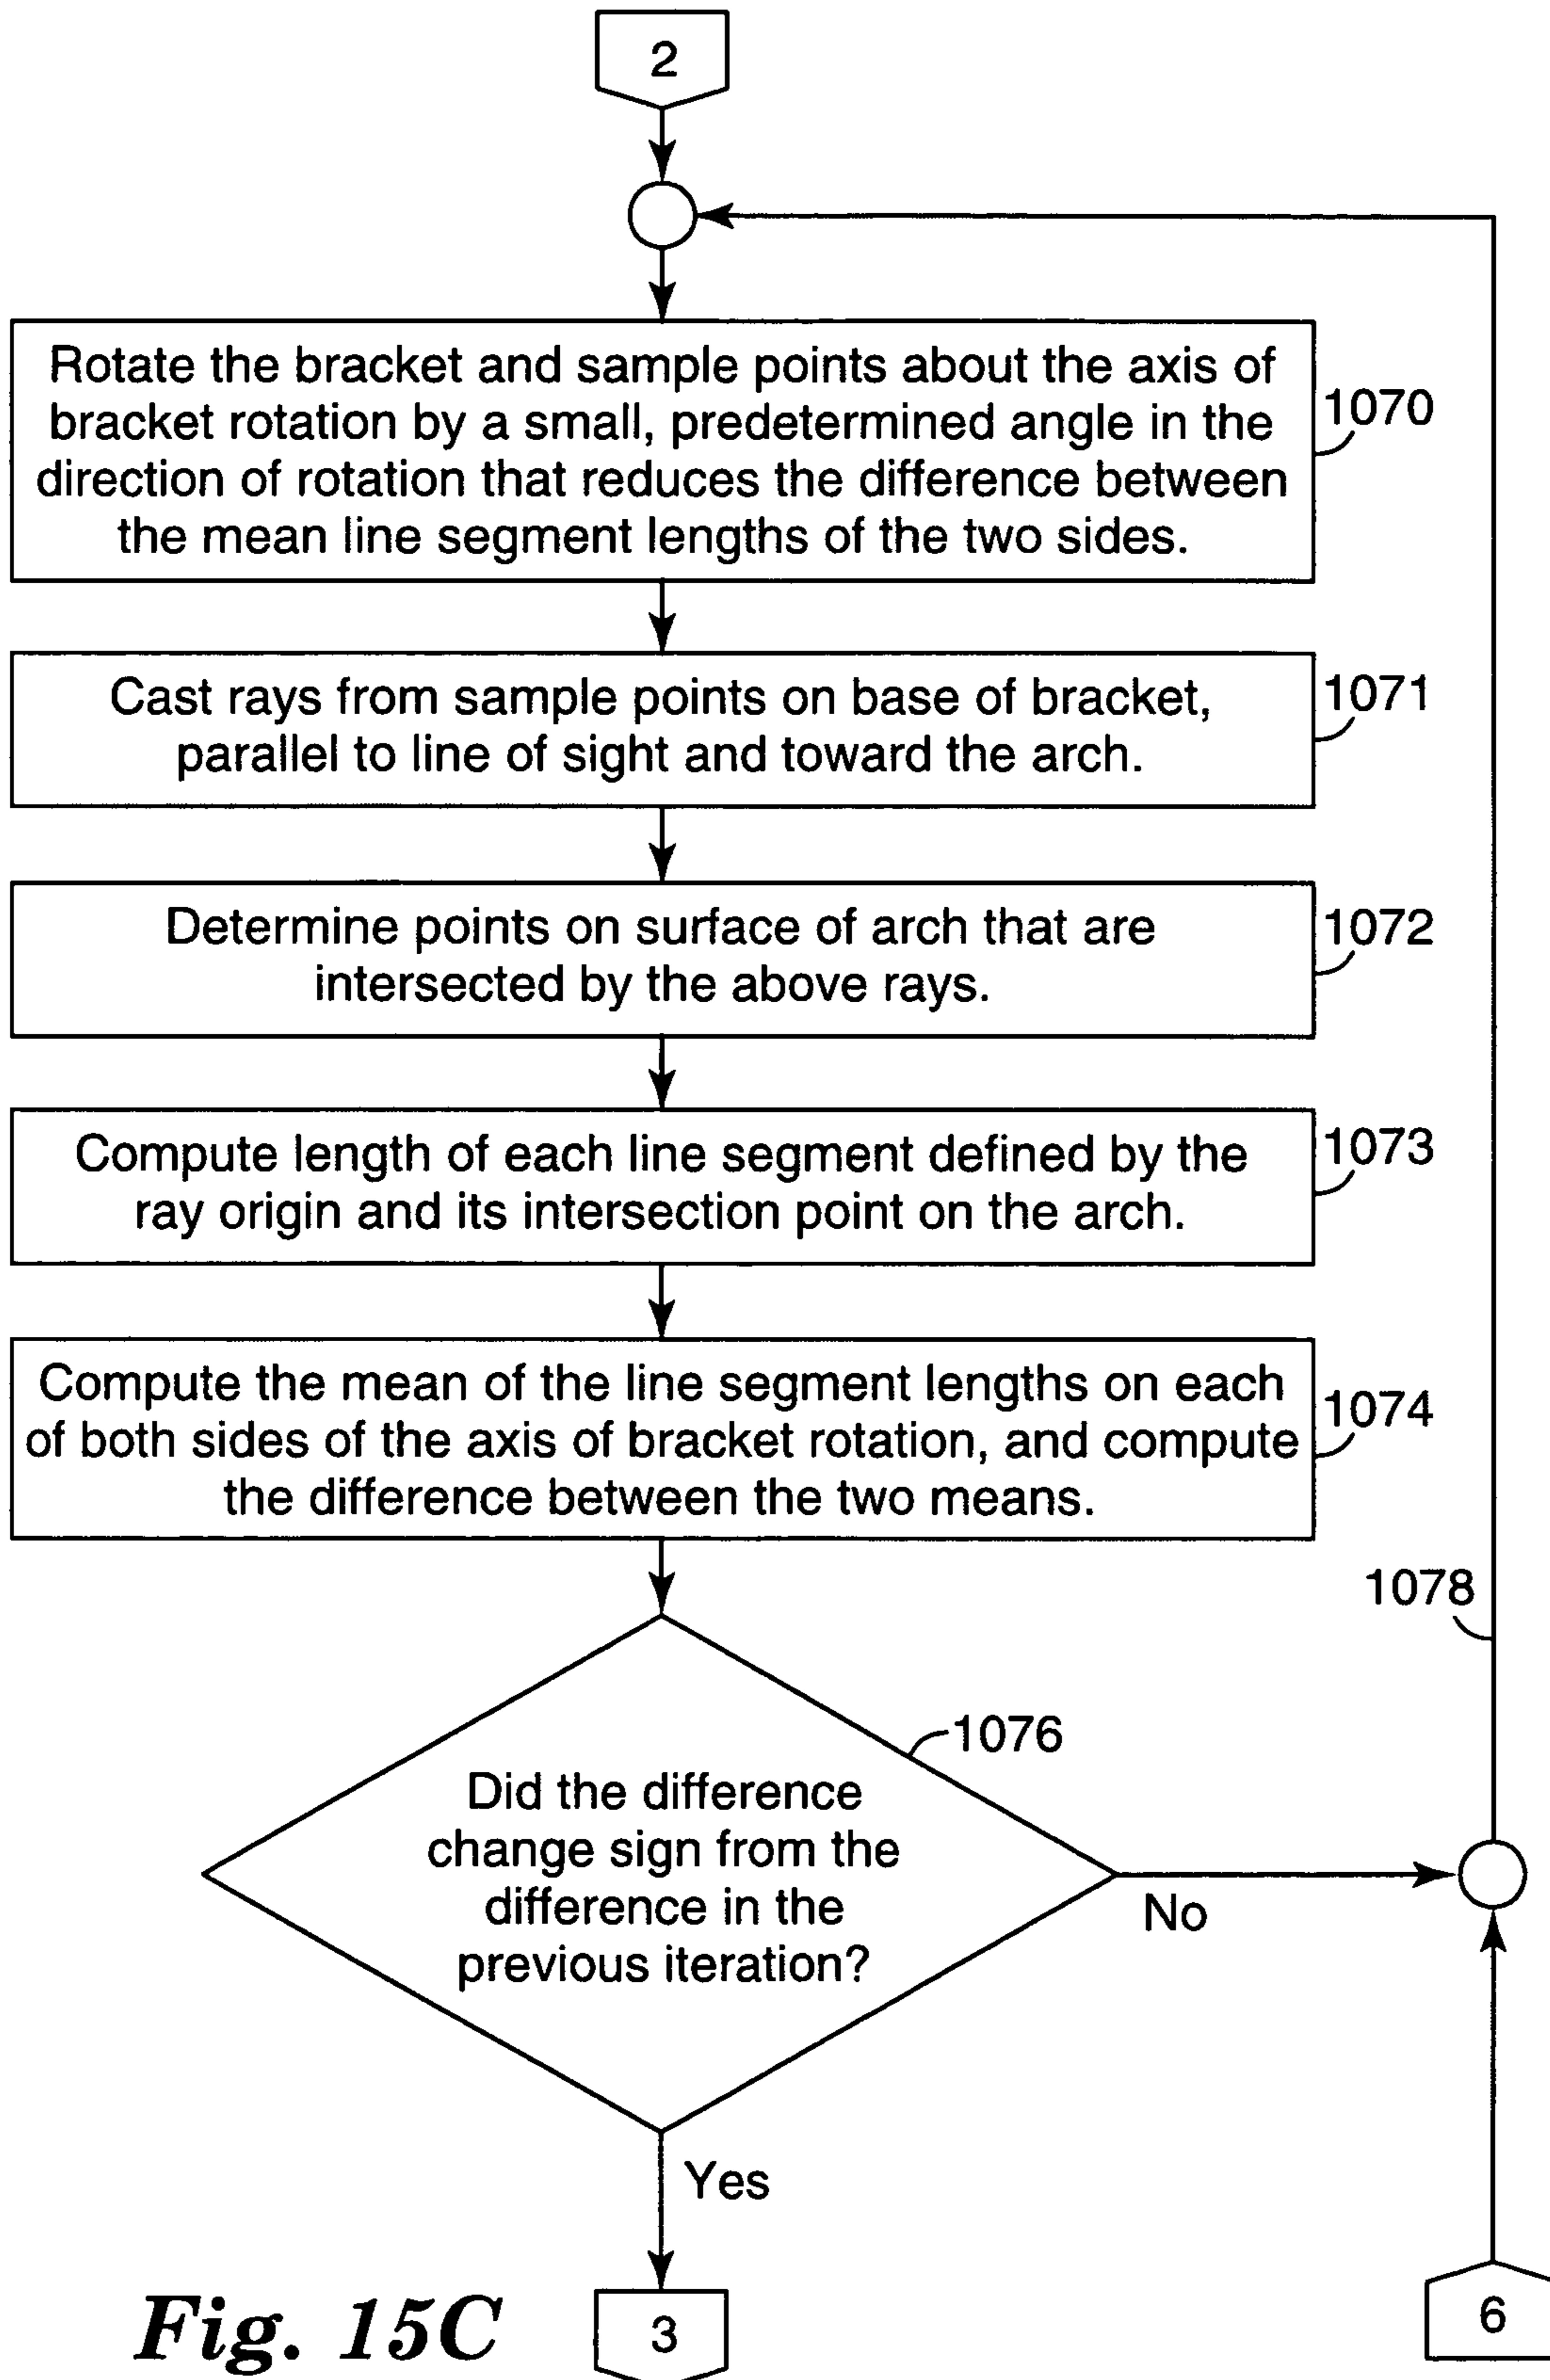 2
Rotate the bracket and sample points about the axis of
bracket rotation by a small, predetermined angle in the
direction of rotation that reduces the difference between
the mean line segment lengths of the two sides.
1070
Cast rays from sample points on base of bracket,
parallel to line of sight and toward the arch.
1071
Determine points on surface of arch that are
intersected by the above rays.
1072
Compute length of each line segment defined by the
ray origin and its intersection point on the arch.
1073
Compute the mean of the line segment lengths on each
of both sides of the axis of bracket rotation, and compute
the difference between the two means.
1074
1078
1076
Did the difference
change sign from the
difference in the
previous iteration?
No
Yes
Fig. 15C
3
6